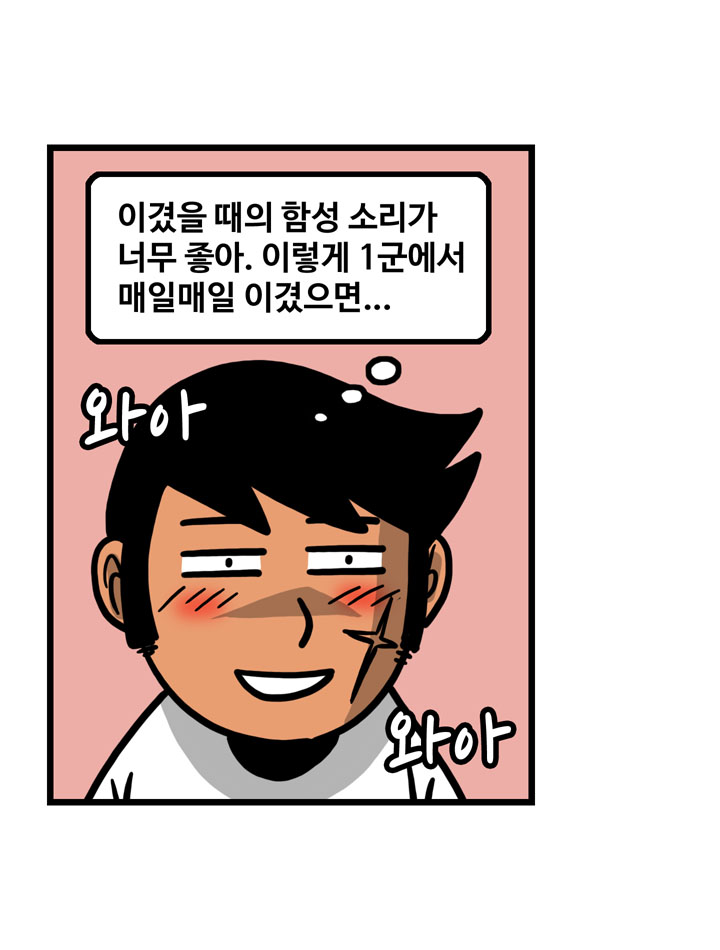 이겼을 때의 함성 소리가
너무 좋아. 이렇게 1군에서
매일매일 이겼으면...
와아
와아